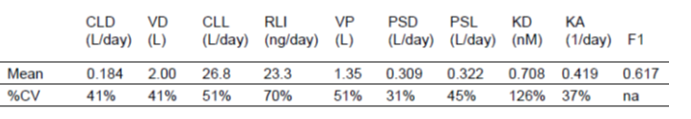 CLD VD CLL RLI VP PSD PSL KD KA
(L/day) (L) (L/day) (ng/day) (L) (L/day) (L/day) (nM) (1/day) F1
Mean 0.184 2.00 26.8 23.3 1.35 0.309 0.322 0.708 0.419 0.617
%CV 41% 41% 51% 70% 51% 31% 45% 126% 37% na